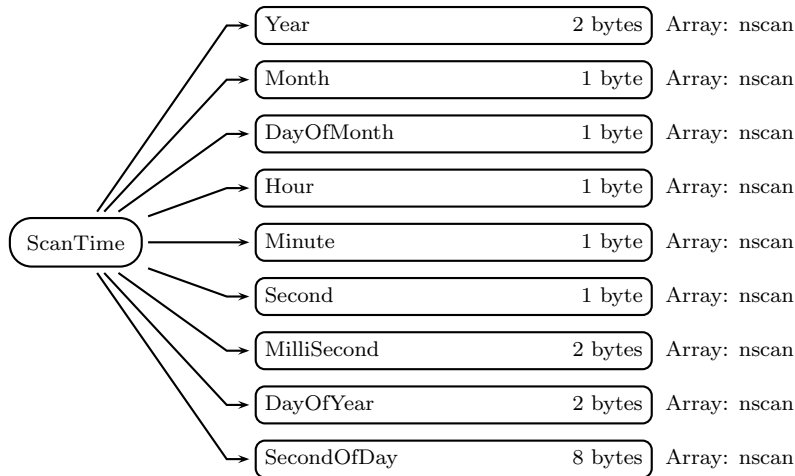 Year 2 bytes Array: nscan
Month 1 byte Array: nscan
DayOfMonth 1 byte Array: nscan
Hour 1 byte Array: nscan
ScanTime Minute 1 byte Array: nscan
Second 1 byte Array: nscan
MilliSecond 2 bytes Array: nscan
DayOfYear 2 bytes Array: nscan
SecondOfDay 8 bytes Array: nscan